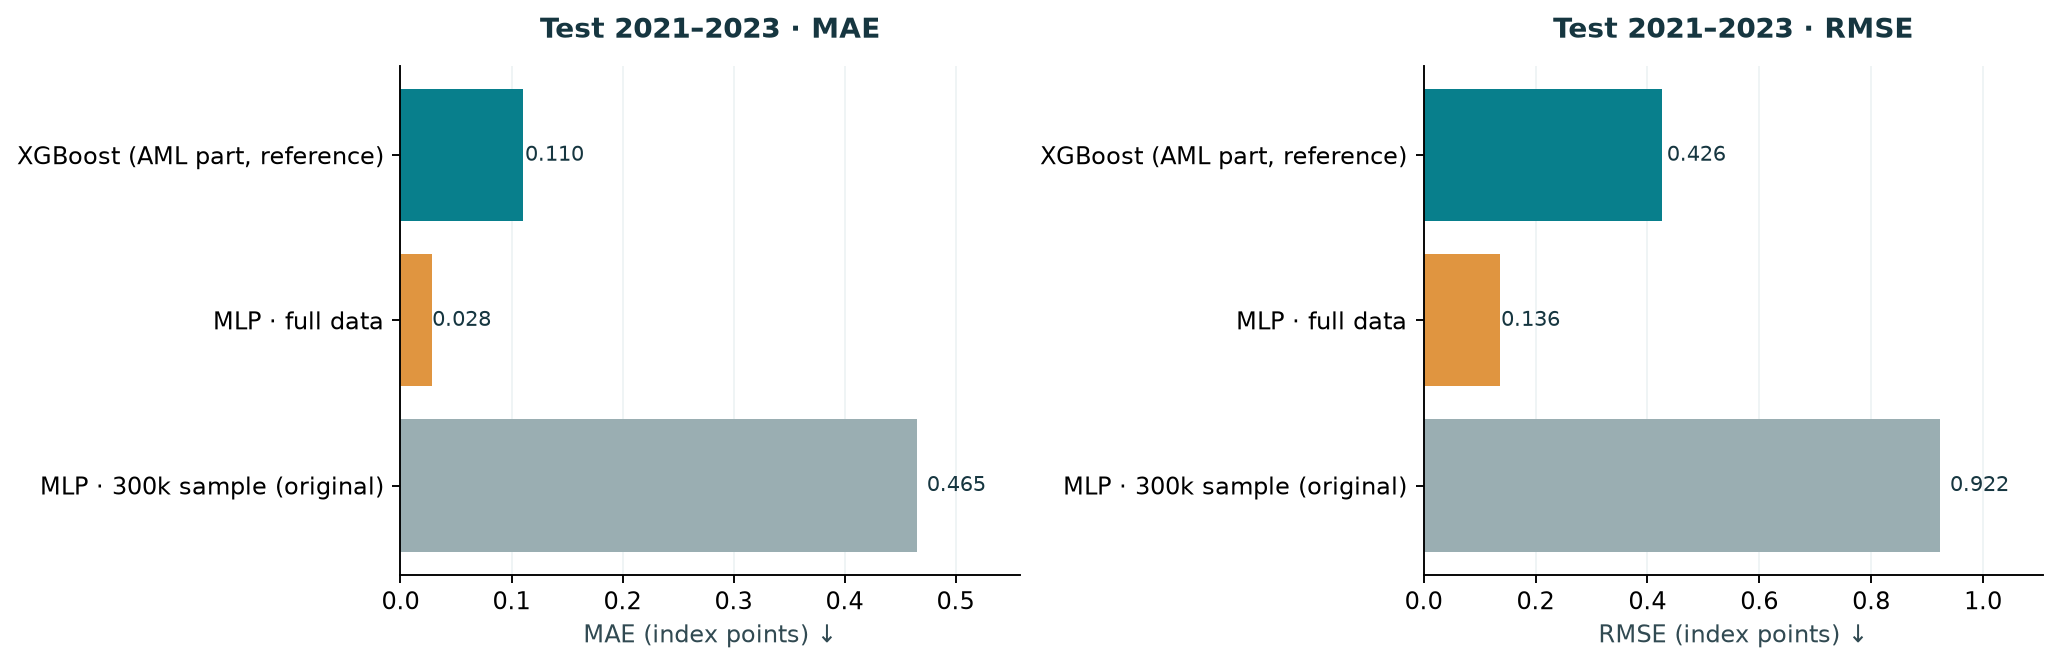 Test 2021–2023 · MAE
XGBoost (AML part, reference)
0.110
MLP · full data
0.028
MLP · 300k sample (original)
0.465
0.0 0.1 0.2 0.3 0.4 0.5
MAE (index points) ↓
Test 2021–2023 · RMSE
XGBoost (AML part, reference)
0.426
MLP · full data
0.136
MLP · 300k sample (original)
0.922
0.0 0.2 0.4 0.6 0.8 1.0
RMSE (index points) ↓